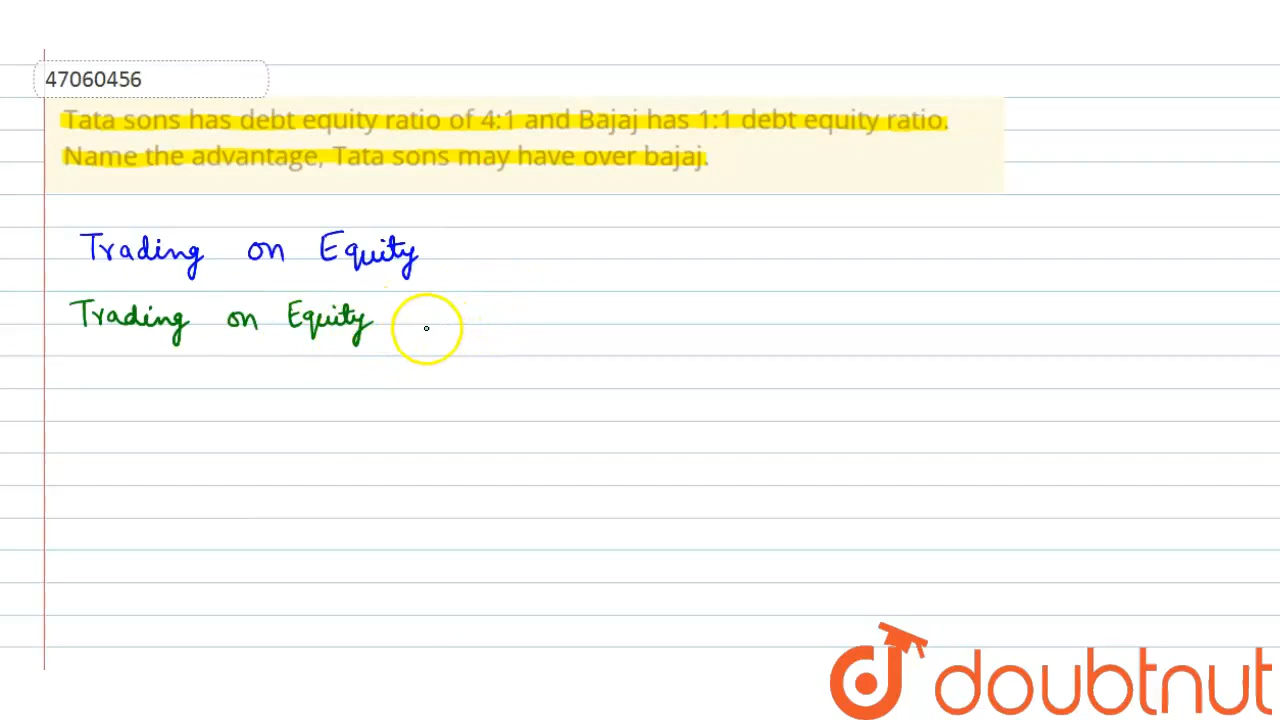 47060456
Tata sons has debt equity ratio of 4:1 and Bajaj has 1:1 debt equity ratio.
Name the advantage, Tata sons may have over bajaj.
Trading on Equity
Trading on Equity
doubtnut